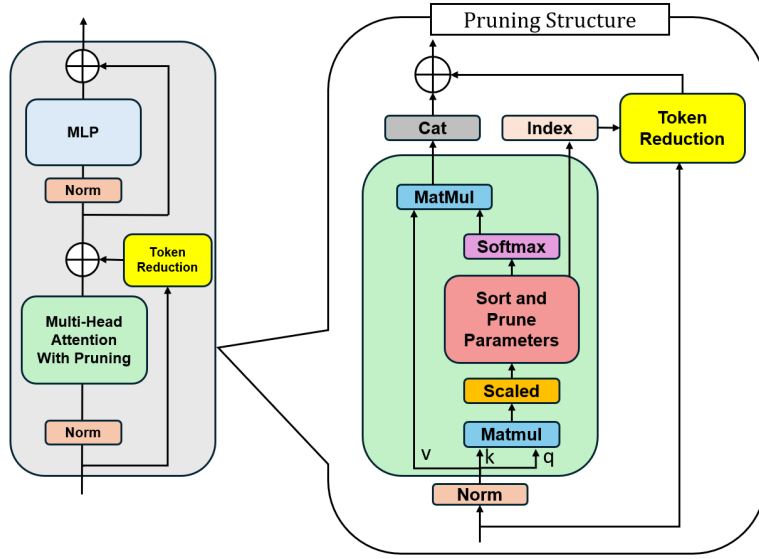 MLP
Norm
Token
Reduction
Multi-Head
Attention
With Pruning
Norm
Pruning Structure
Cat
Index
Token
Reduction
MatMul
Softmax
Sort and
Prune
Parameters
Scaled
Matmul
v k q
Norm